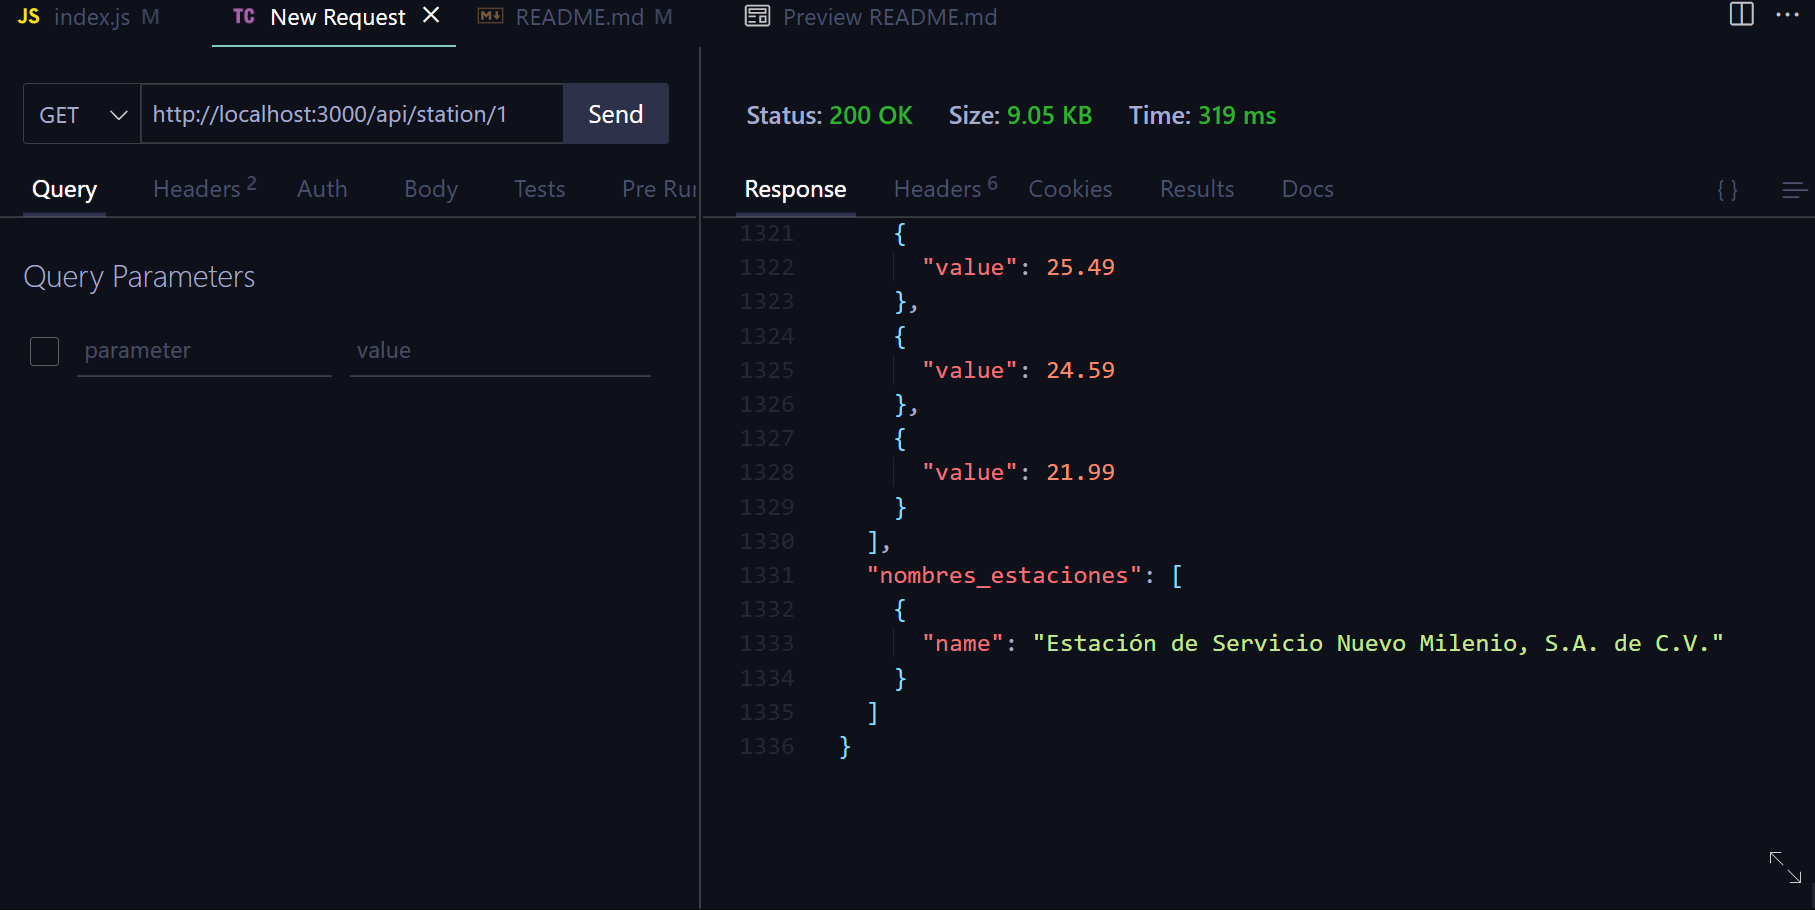 JS index.js M
TC New Request
README.md M
Preview README.md
GET
http://localhost:3000/api/station/1
Send
Query
Headers 2
Auth
Body
Tests
Pre Run
Query Parameters
parameter
value
Status: 200 OK
Size: 9.05 KB
Time: 319 ms
Response
Headers 6
Cookies
Results
Docs
{ }
1321 {
1322 "value": 25.49
1323 },
1324 {
1325 "value": 24.59
1326 },
1327 {
1328 "value": 21.99
1329 }
1330 ],
1331 "nombres_estaciones": [
1332 {
1333 "name": "Estación de Servicio Nuevo Milenio, S.A. de C.V."
1334 }
1335 ]
1336 }